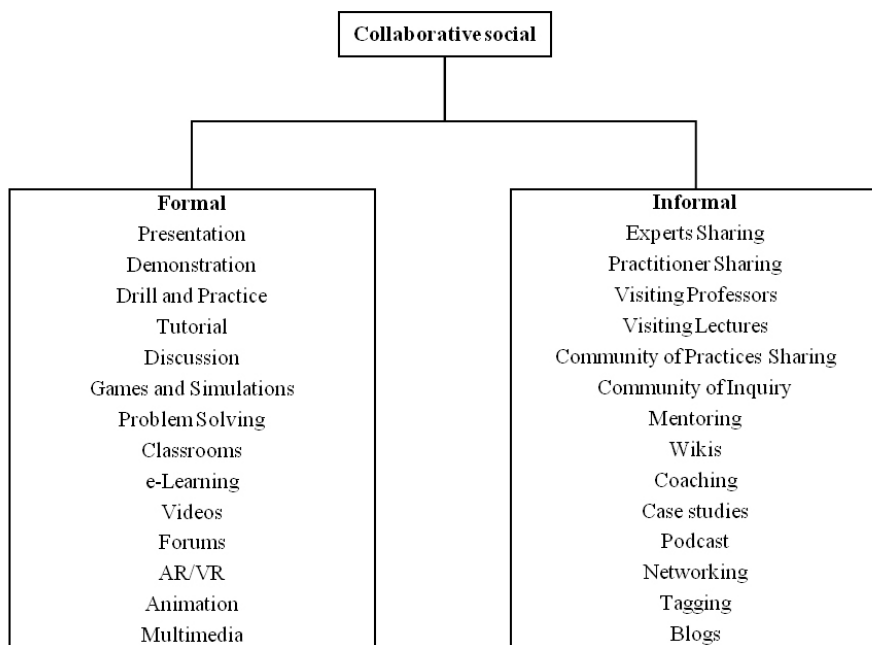 Collaborative social
Formal
Presentation
Demonstration
Drill and Practice
Tutorial
Discussion
Games and Simulations
Problem Solving
Classrooms
e-Learning
Videos
Forums
AR/VR
Animation
Multimedia
Informal
Experts Sharing
Practitioner Sharing
Visiting Professors
Visiting Lectures
Community of Practices Sharing
Community of Inquiry
Mentoring
Wikis
Coaching
Case studies
Podcast
Networking
Tagging
Blogs